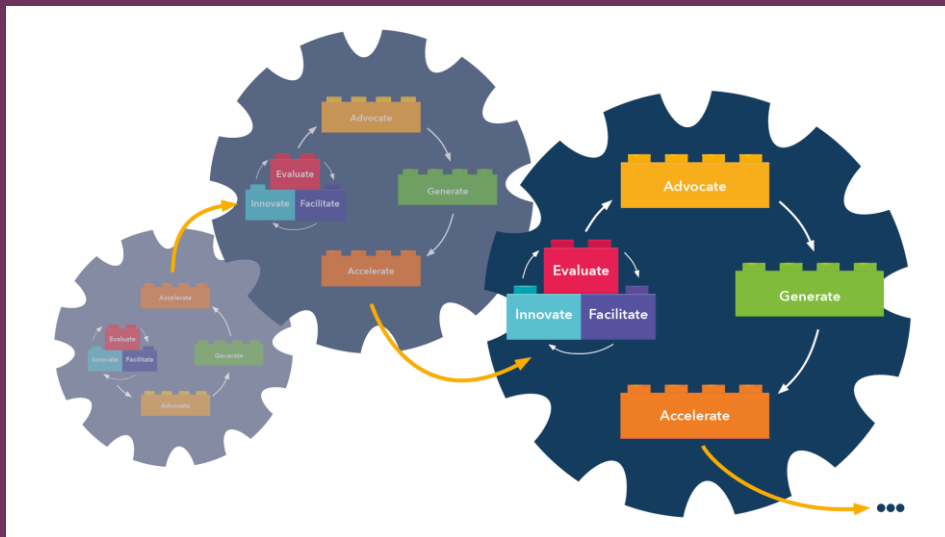 Accelerate
Evaluate
Innovate
Facilitate
Generate
Advocate
Advocate
Evaluate
Innovate
Facilitate
Generate
Accelerate
Advocate
Evaluate
Innovate
Facilitate
Generate
Accelerate